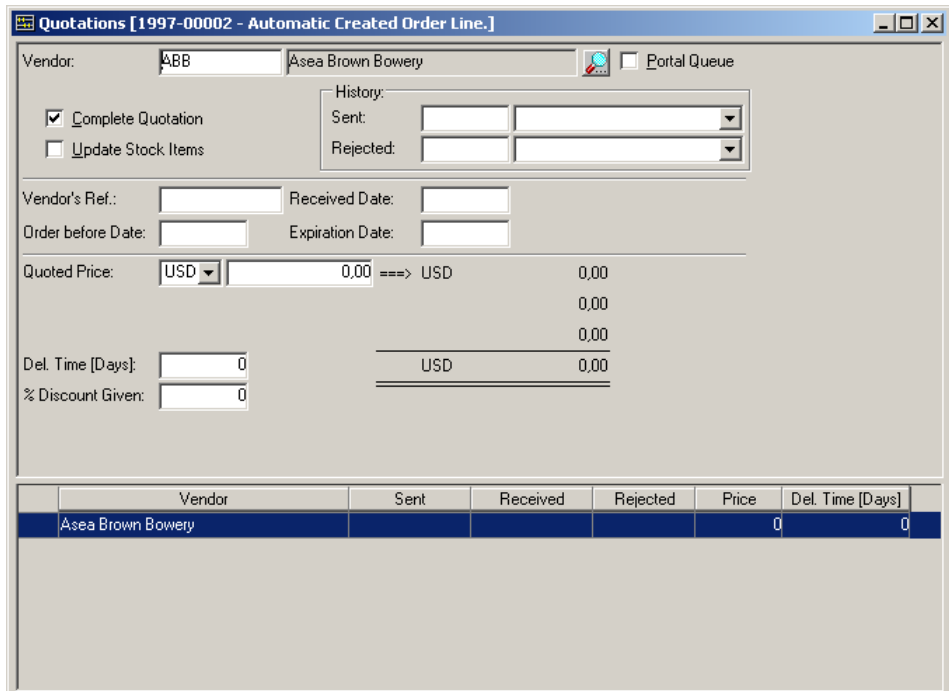 Quotations [1997-00002 - Automatic Created Order Line.]
Vendor: ABB Asea Brown Bowery Portal Queue
History:
Complete Quotation Sent:
Update Stock Items Rejected:
Vendor's Ref.: Received Date:
Order before Date: Expiration Date:
Quoted Price: USD 0,00 ===> USD 0,00
0,00
0,00
Del. Time [Days]: 0 USD 0,00
% Discount Given: 0
Vendor Sent Received Rejected Price Del. Time [Days]
Asea Brown Bowery 0 0